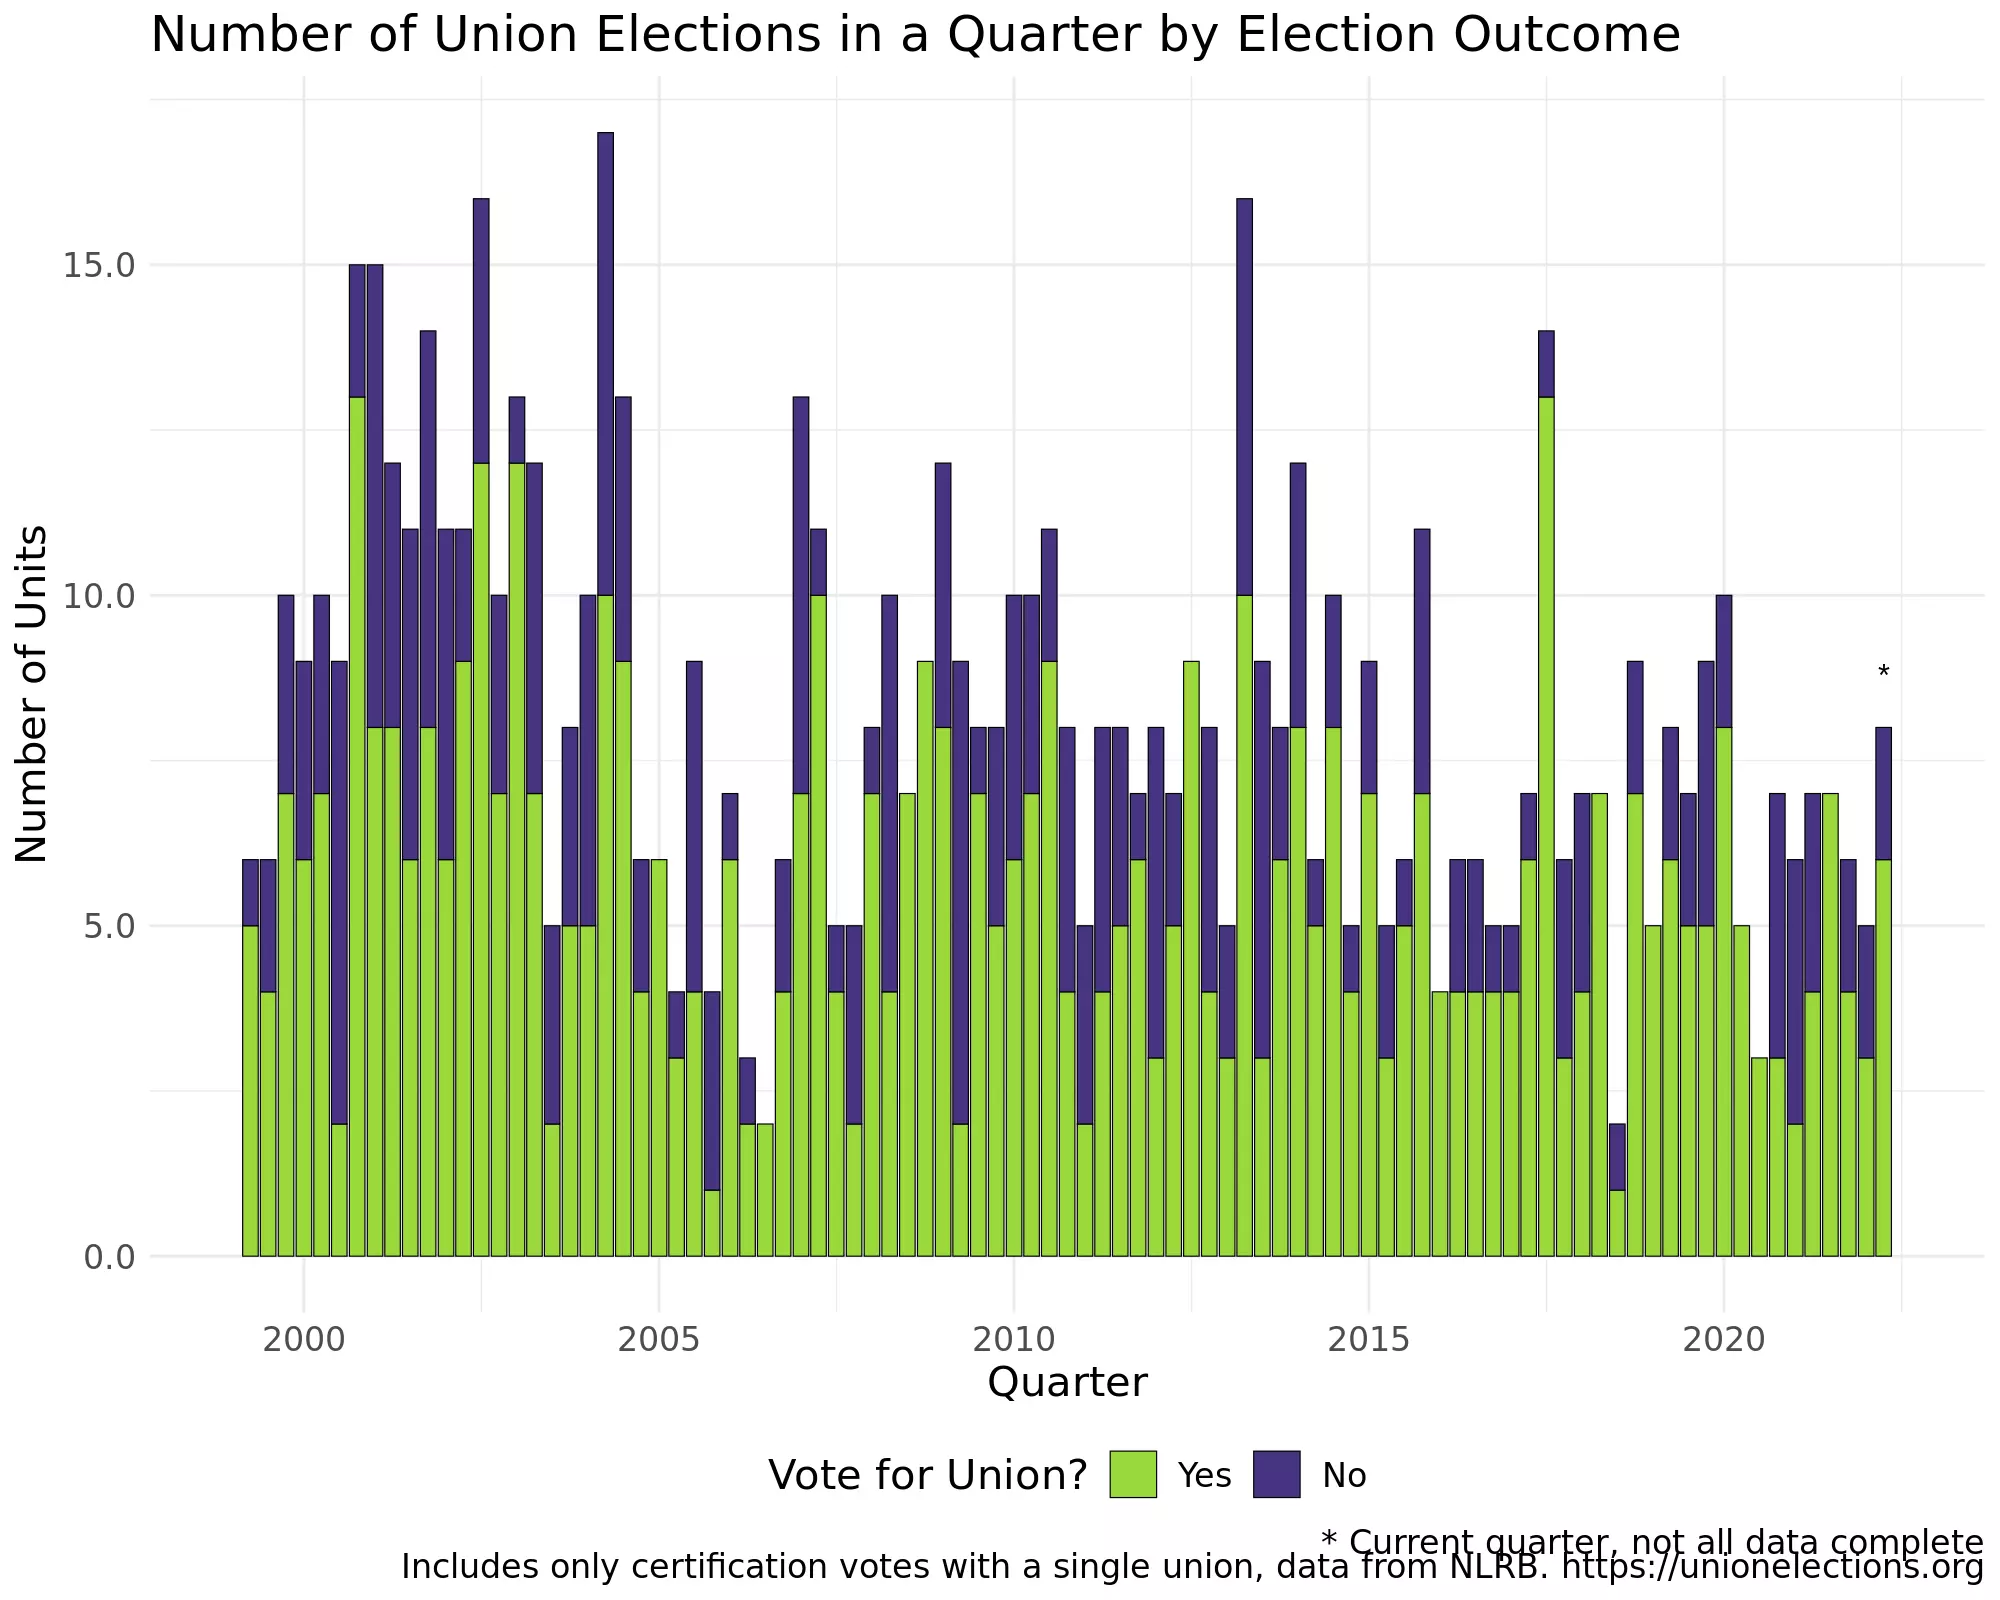 Number of Union Elections in a Quarter by Election Outcome
Number of Units
15.0
10.0
5.0
0.0
*
2000 2005 2010 2015 2020
Quarter
Vote for Union? Yes No
* Current quarter, not all data complete
Includes only certification votes with a single union, data from NLRB. https://unionelections.org